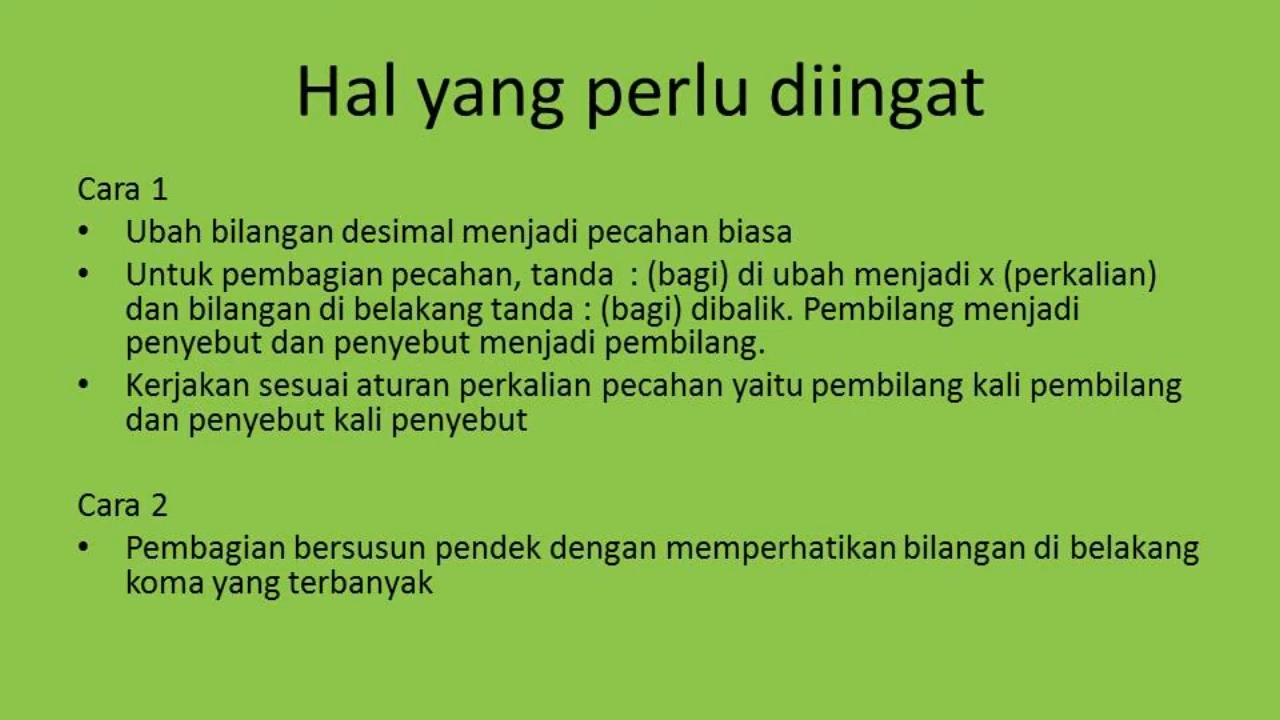 Hal yang perlu diingat
Cara 1
• Ubah bilangan desimal menjadi pecahan biasa
• Untuk pembagian pecahan, tanda : (bagi) di ubah menjadi x (perkalian)
dan bilangan di belakang tanda : (bagi) dibalik. Pembilang menjadi
penyebut dan penyebut menjadi pembilang.
• Kerjakan sesuai aturan perkalian pecahan yaitu pembilang kali pembilang
dan penyebut kali penyebut
Cara 2
• Pembagian bersusun pendek dengan memperhatikan bilangan di belakang
koma yang terbanyak